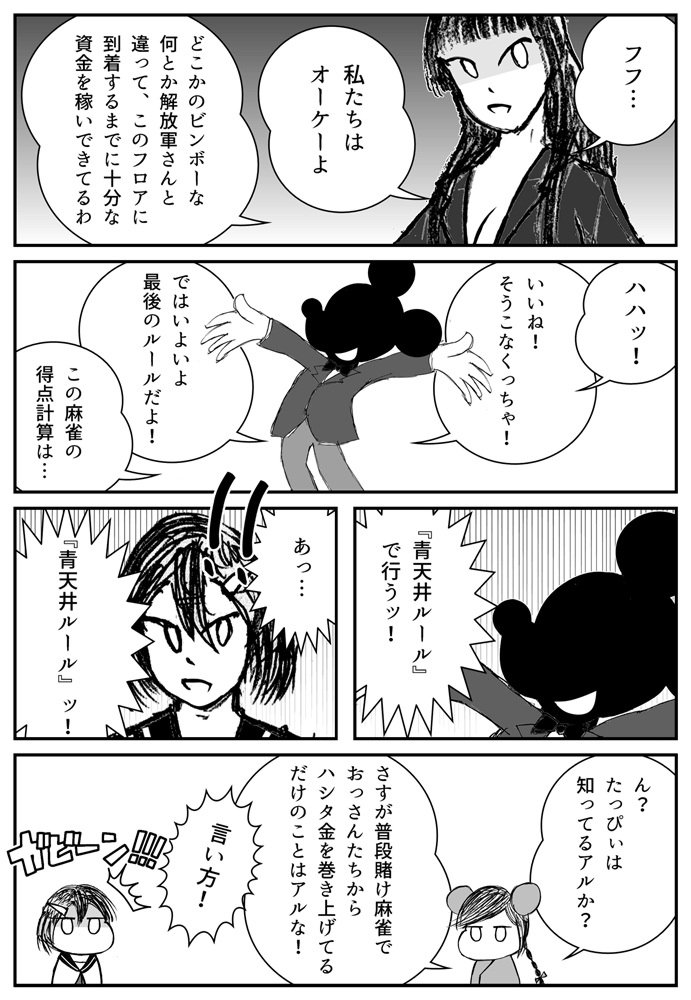 フフ…
私たちは
オーケーよ
どこかのビンボーな
何とか解放軍さんと
違って、このフロアに
到着するまでに十分な
資金を稼いできてるわ
ハハッ！
いいね！
そうこなくっちゃ！
ではいよいよ
最後のルールだよ！
この麻雀の
得点計算は…
『青天井ルール』
で行うッ！
あっ…
『青天井ルール』ッ！
ん？
たっぴぃは
知ってるアルか？
さすが普段賭け麻雀で
おっさんたちから
ハシタ金を巻き上げてる
だけのことはアルな！
言い方！
ガビーン!!!!